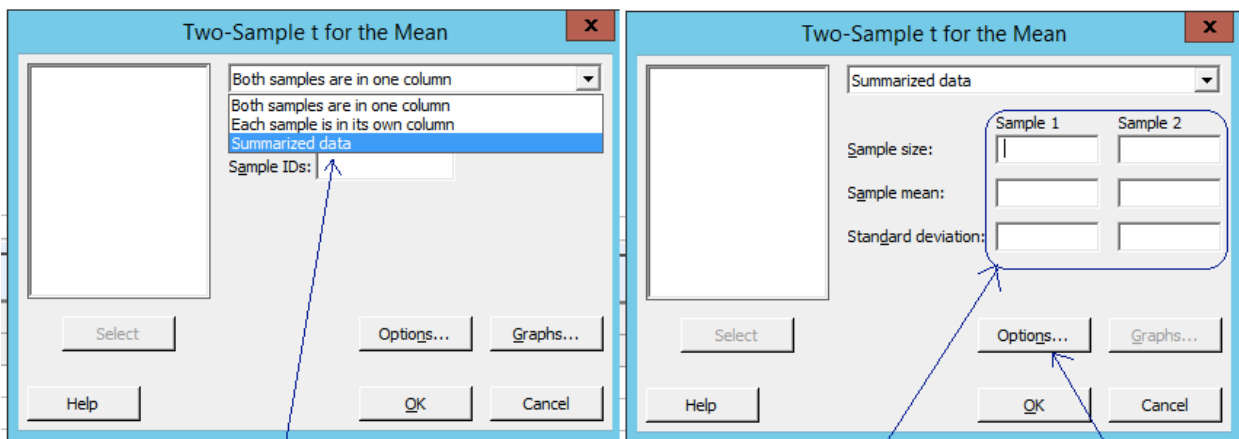 Two-Sample t for the Mean
x
Both samples are in one column
Both samples are in one column
Each sample is in its own column
Summarized data
Sample IDs:
Select
Options...
Graphs...
Help
OK
Cancel
Two-Sample t for the Mean
x
Summarized data
Sample 1 Sample 2
Sample size:
Sample mean:
Standard deviation:
Select
Options...
Graphs...
Help
OK
Cancel